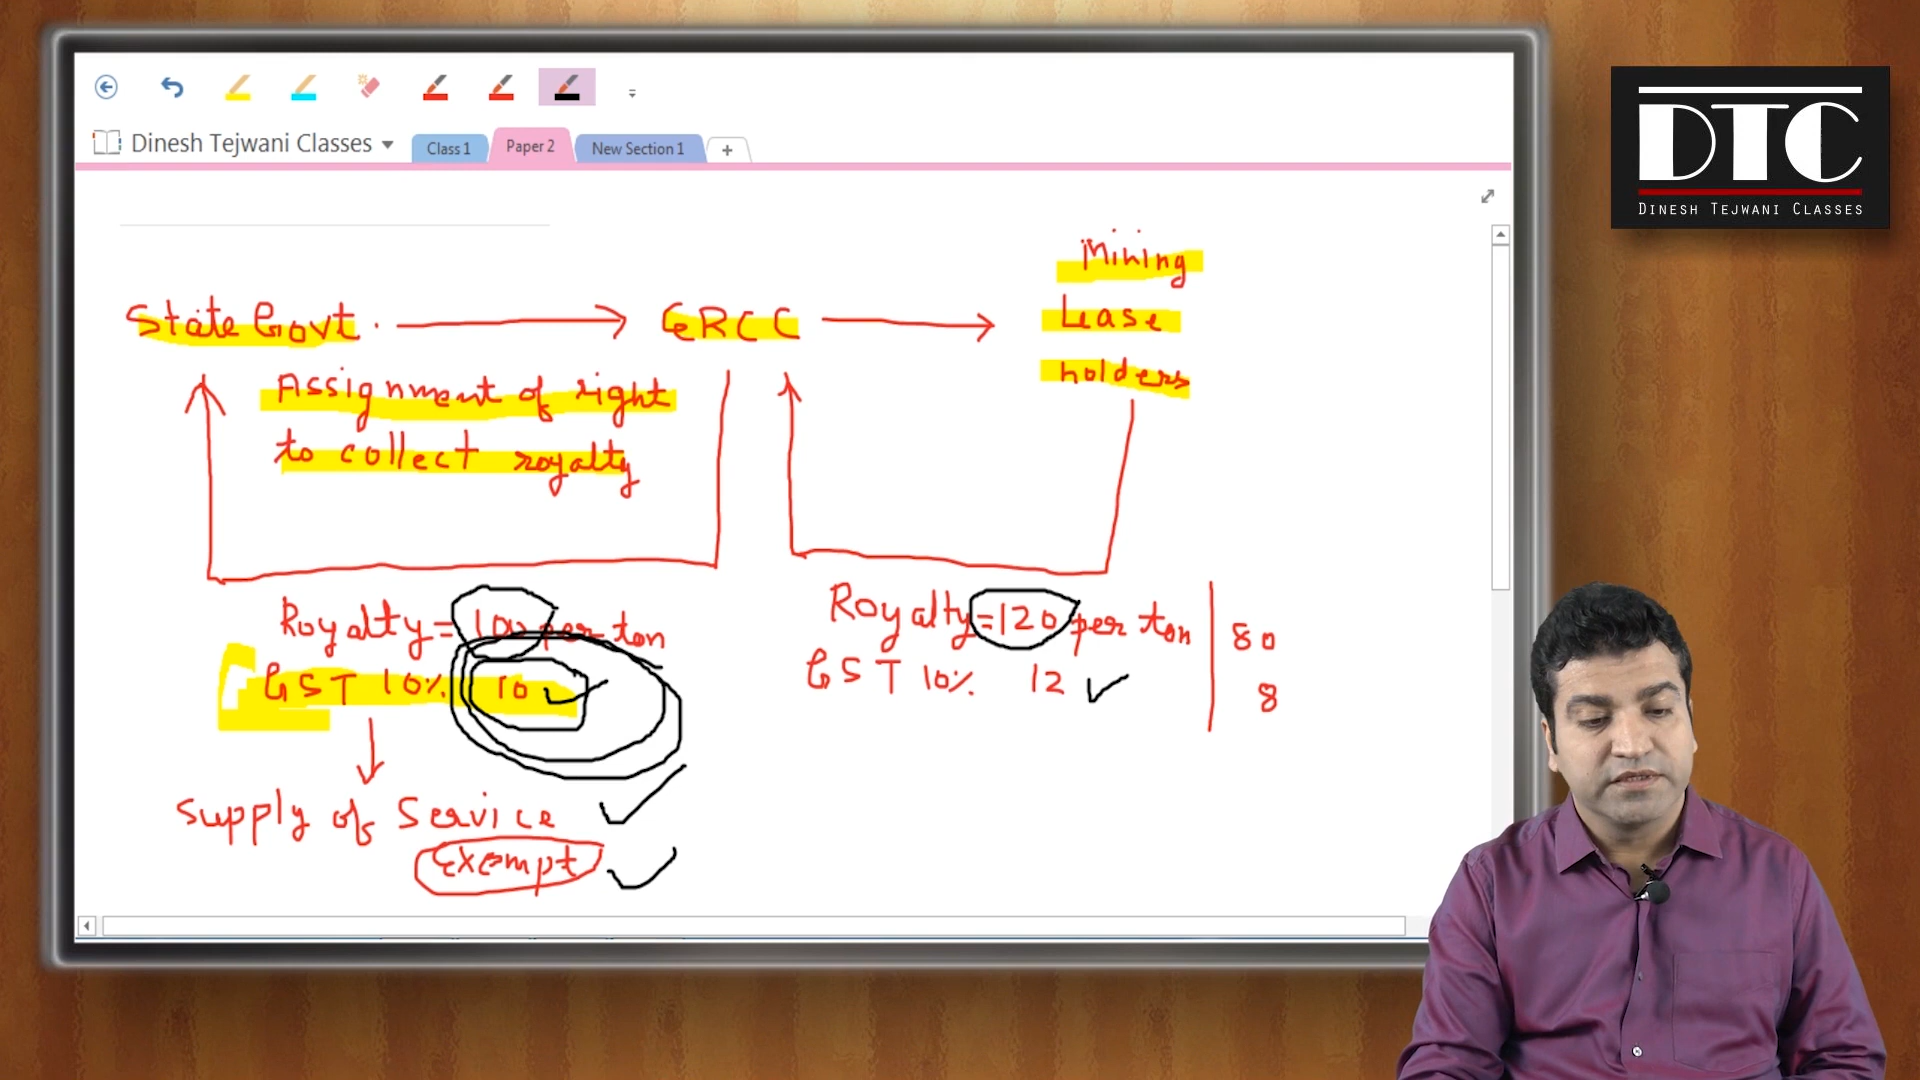 DTC
DINESH TEJWANI CLASSES
Dinesh Tejwani Classes
Class 1
Paper 2
New Section 1
+
State Govt.
ERCC
Mining
Lease
holders
Assignment of right
to collect royalty
Royalty = 100 per ton
GST 10% 10
Supply of Service
Exempt
Royalty = 120 per ton
80
GST 10% 12
8